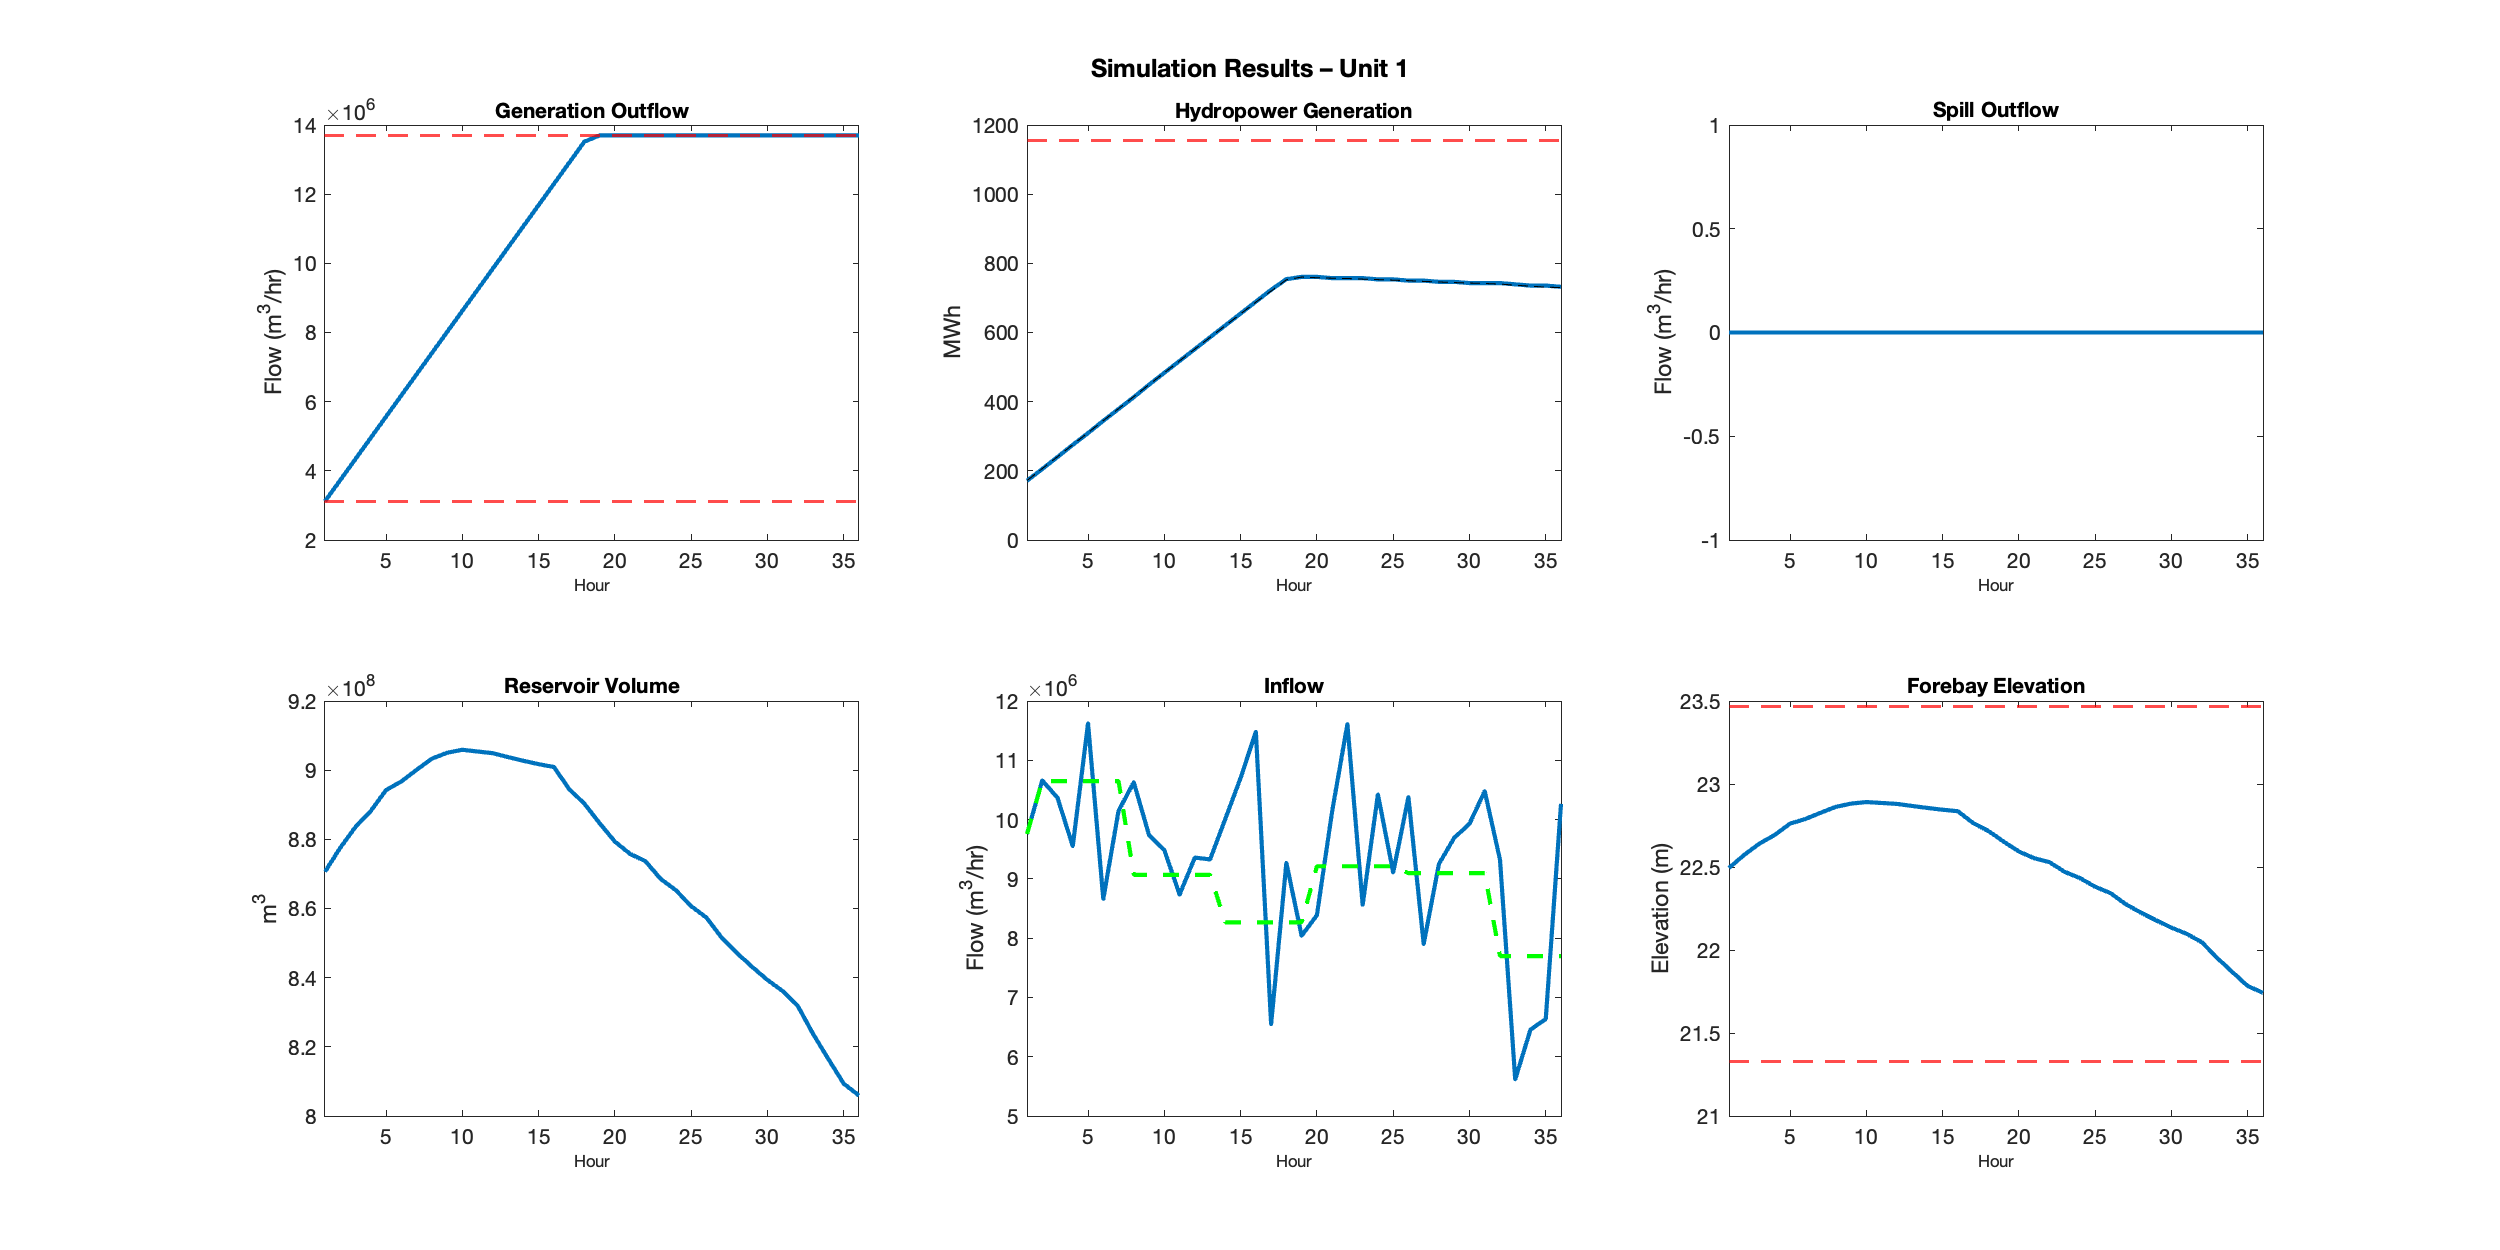 Simulation Results – Unit 1
Generation Outflow
×10^6
14
12
10
8
6
4
2
Flow (m^3/hr)
5 10 15 20 25 30 35
Hour
Hydropower Generation
1200
1000
800
600
400
200
0
MWh
5 10 15 20 25 30 35
Hour
Spill Outflow
1
0.5
0
-0.5
-1
Flow (m^3/hr)
5 10 15 20 25 30 35
Hour
Reservoir Volume
×10^8
9.2
9
8.8
8.6
8.4
8.2
8
m^3
5 10 15 20 25 30 35
Hour
Inflow
×10^6
12
11
10
9
8
7
6
5
Flow (m^3/hr)
5 10 15 20 25 30 35
Hour
Forebay Elevation
23.5
23
22.5
22
21.5
21
Elevation (m)
5 10 15 20 25 30 35
Hour